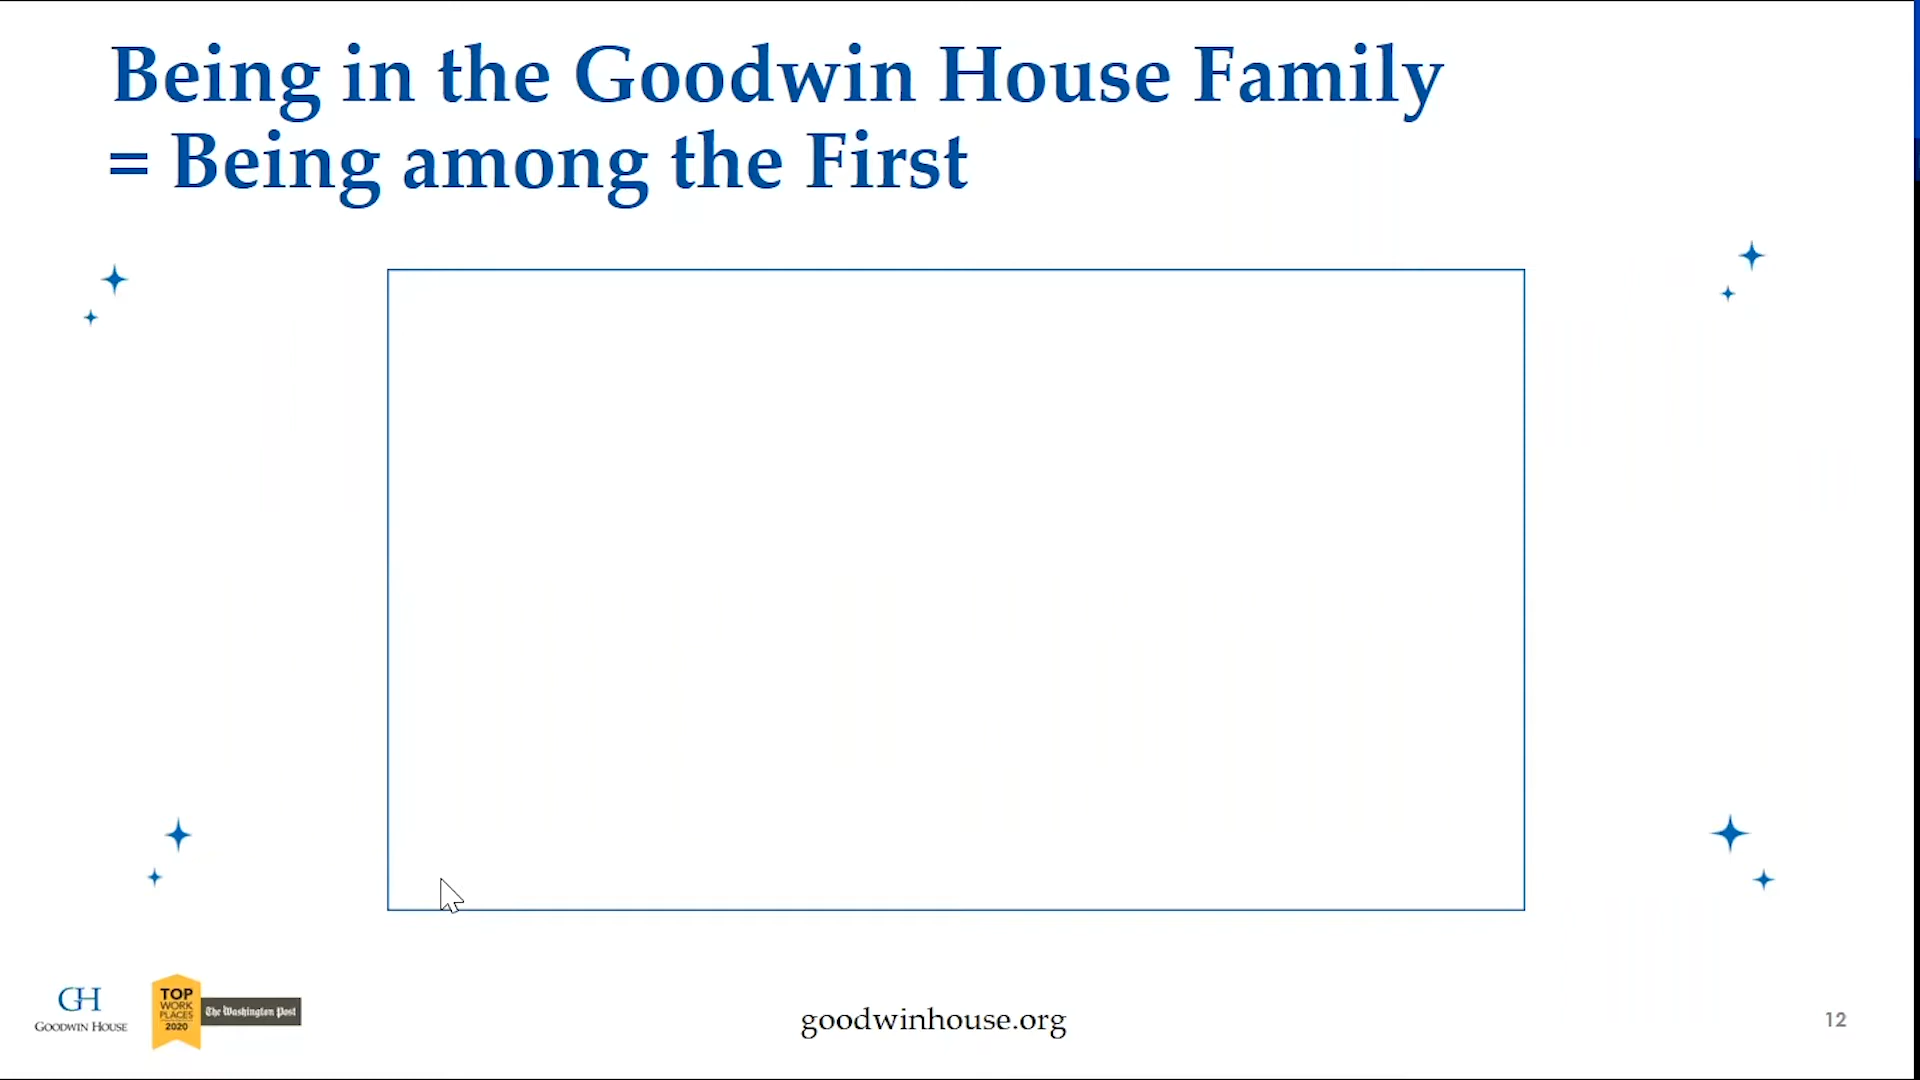 Being in the Goodwin House Family
= Being among the First
GH
GOODWIN HOUSE
TOP
WORK
PLACES
2020
The Washington Post
goodwinhouse.org
12